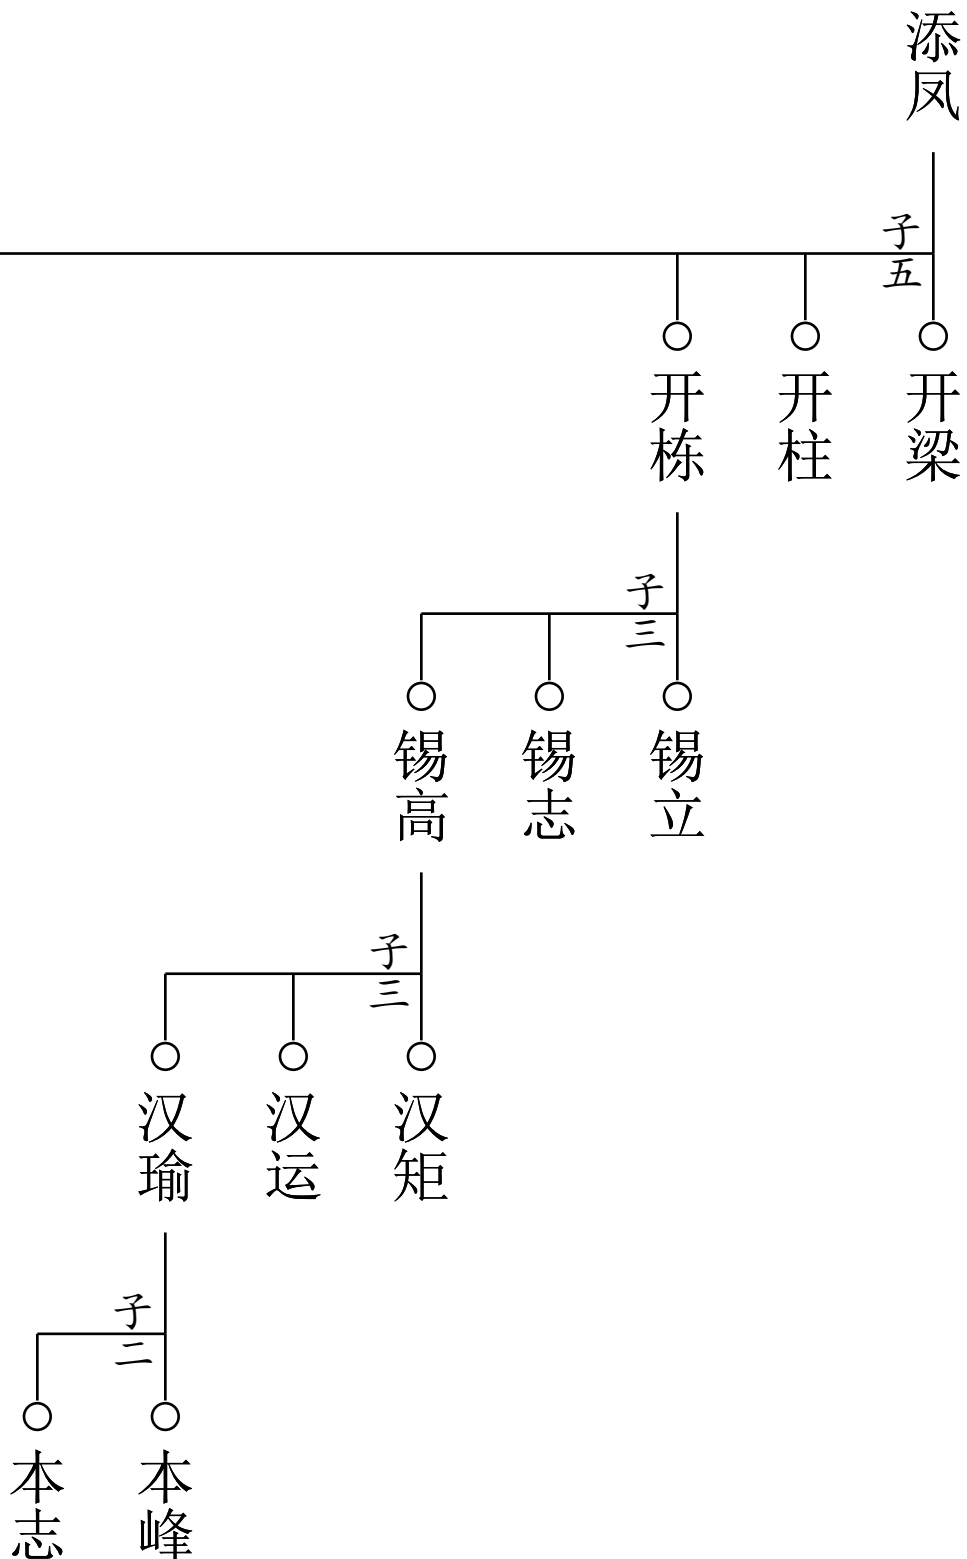 添凤
子五
开梁
开柱
开栋
子三
锡立
锡志
锡高
子三
汉矩
汉运
汉瑜
子二
本峰
本志